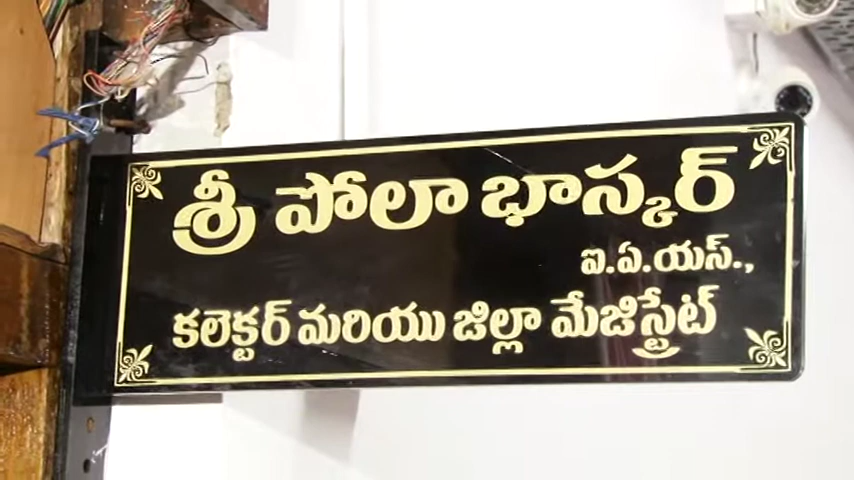 శ్రీ పోలా భాస్కర్
ఐ.ఏ.యస్.,
కలెక్టర్ మరియు జిల్లా మేజిస్ట్రేట్